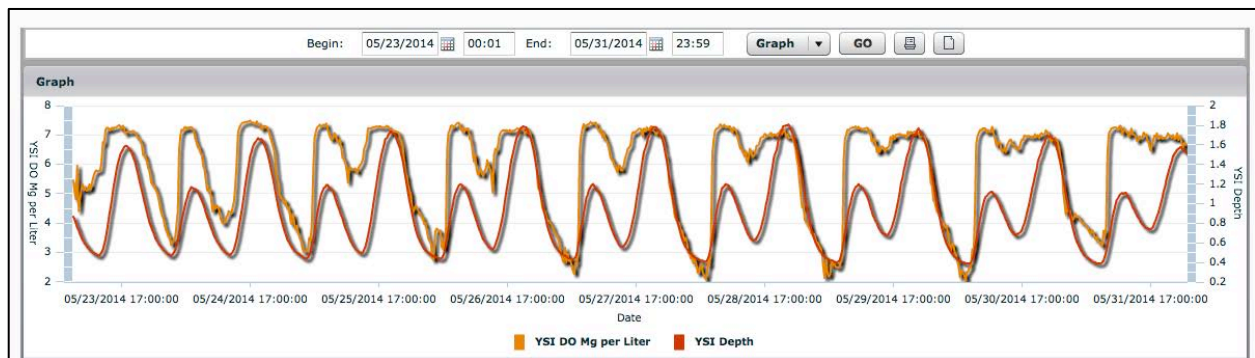 Begin: 05/23/2014 00:01 End: 05/31/2014 23:59 Graph GO
Graph
8
7
6
5
4
3
2
YSI DO Mg per Liter
2
1.8
1.6
1.4
1.2
1
0.8
0.6
0.4
0.2
YSI Depth
05/23/2014 17:00:00 05/24/2014 17:00:00 05/25/2014 17:00:00 05/26/2014 17:00:00 05/27/2014 17:00:00 05/28/2014 17:00:00 05/29/2014 17:00:00 05/30/2014 17:00:00 05/31/2014 17:00:00
Date
YSI DO Mg per Liter YSI Depth